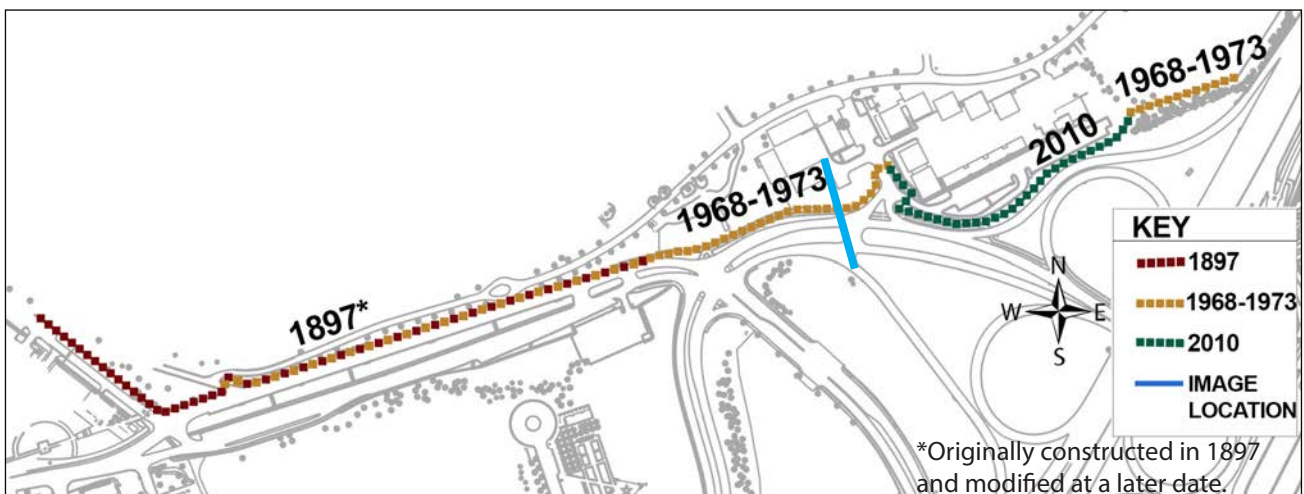 1968-1973
2010
1968-1973
1897*
KEY
1897
1968-1973
2010
IMAGE
LOCATION
N
W
E
S
*Originally constructed in 1897
and modified at a later date.